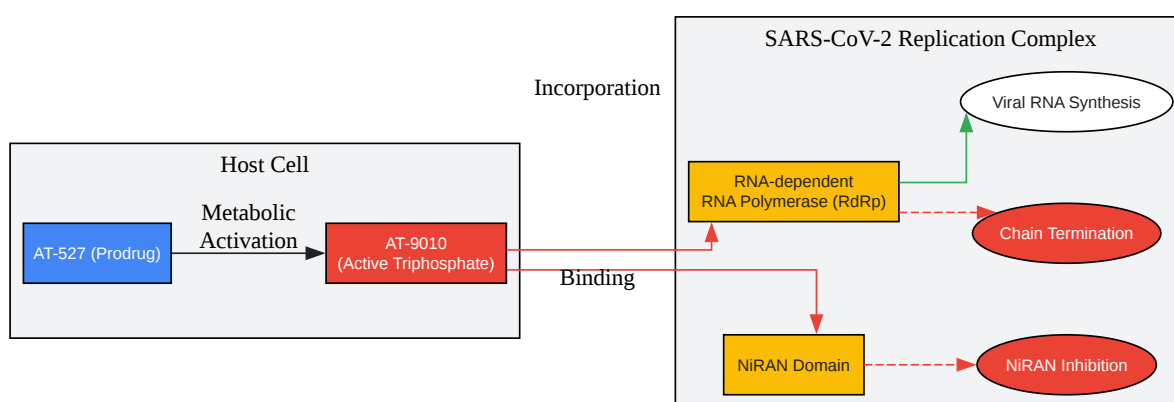 SARS-CoV-2 Replication Complex
Incorporation
Viral RNA Synthesis
Host Cell
RNA-dependent
RNA Polymerase (RdRp)
Metabolic
Activation
AT-527 (Prodrug)
AT-9010
(Active Triphosphate)
Chain Termination
Binding
NiRAN Domain
NiRAN Inhibition